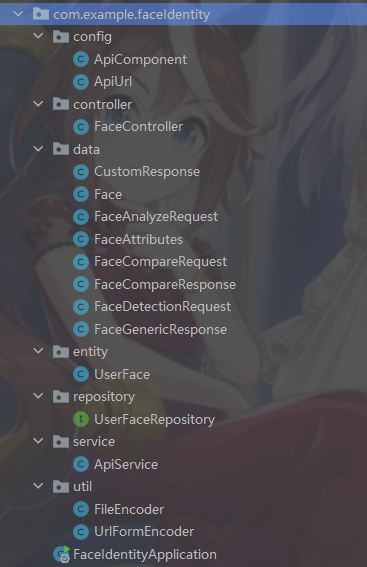 com.example.faceIdentity
config
ApiComponent
ApiUrl
controller
FaceController
data
CustomResponse
Face
FaceAnalyzeRequest
FaceAttributes
FaceCompareRequest
FaceCompareResponse
FaceDetectionRequest
FaceGenericResponse
entity
UserFace
repository
UserFaceRepository
service
ApiService
util
FileEncoder
UrlFormEncoder
FaceIdentityApplication